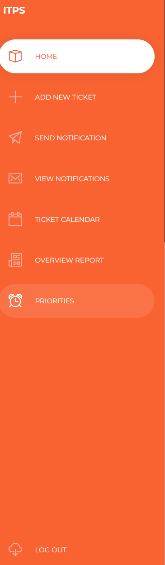 ITPS
HOME
ADD NEW TICKET
SEND NOTIFICATION
VIEW NOTIFICATIONS
TICKET CALENDAR
OVERVIEW REPORT
PRIORITIES
LOG OUT